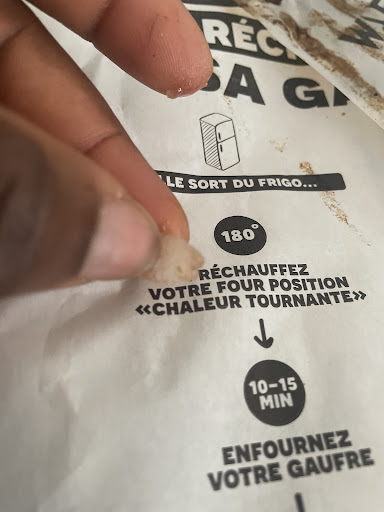 SA GA
LE SORT DU FRIGO...
180°
RÉCHAUFFEZ
VOTRE FOUR POSITION
«CHALEUR TOURNANTE»
10-15
MIN
ENFOURNEZ
VOTRE GAUFRE